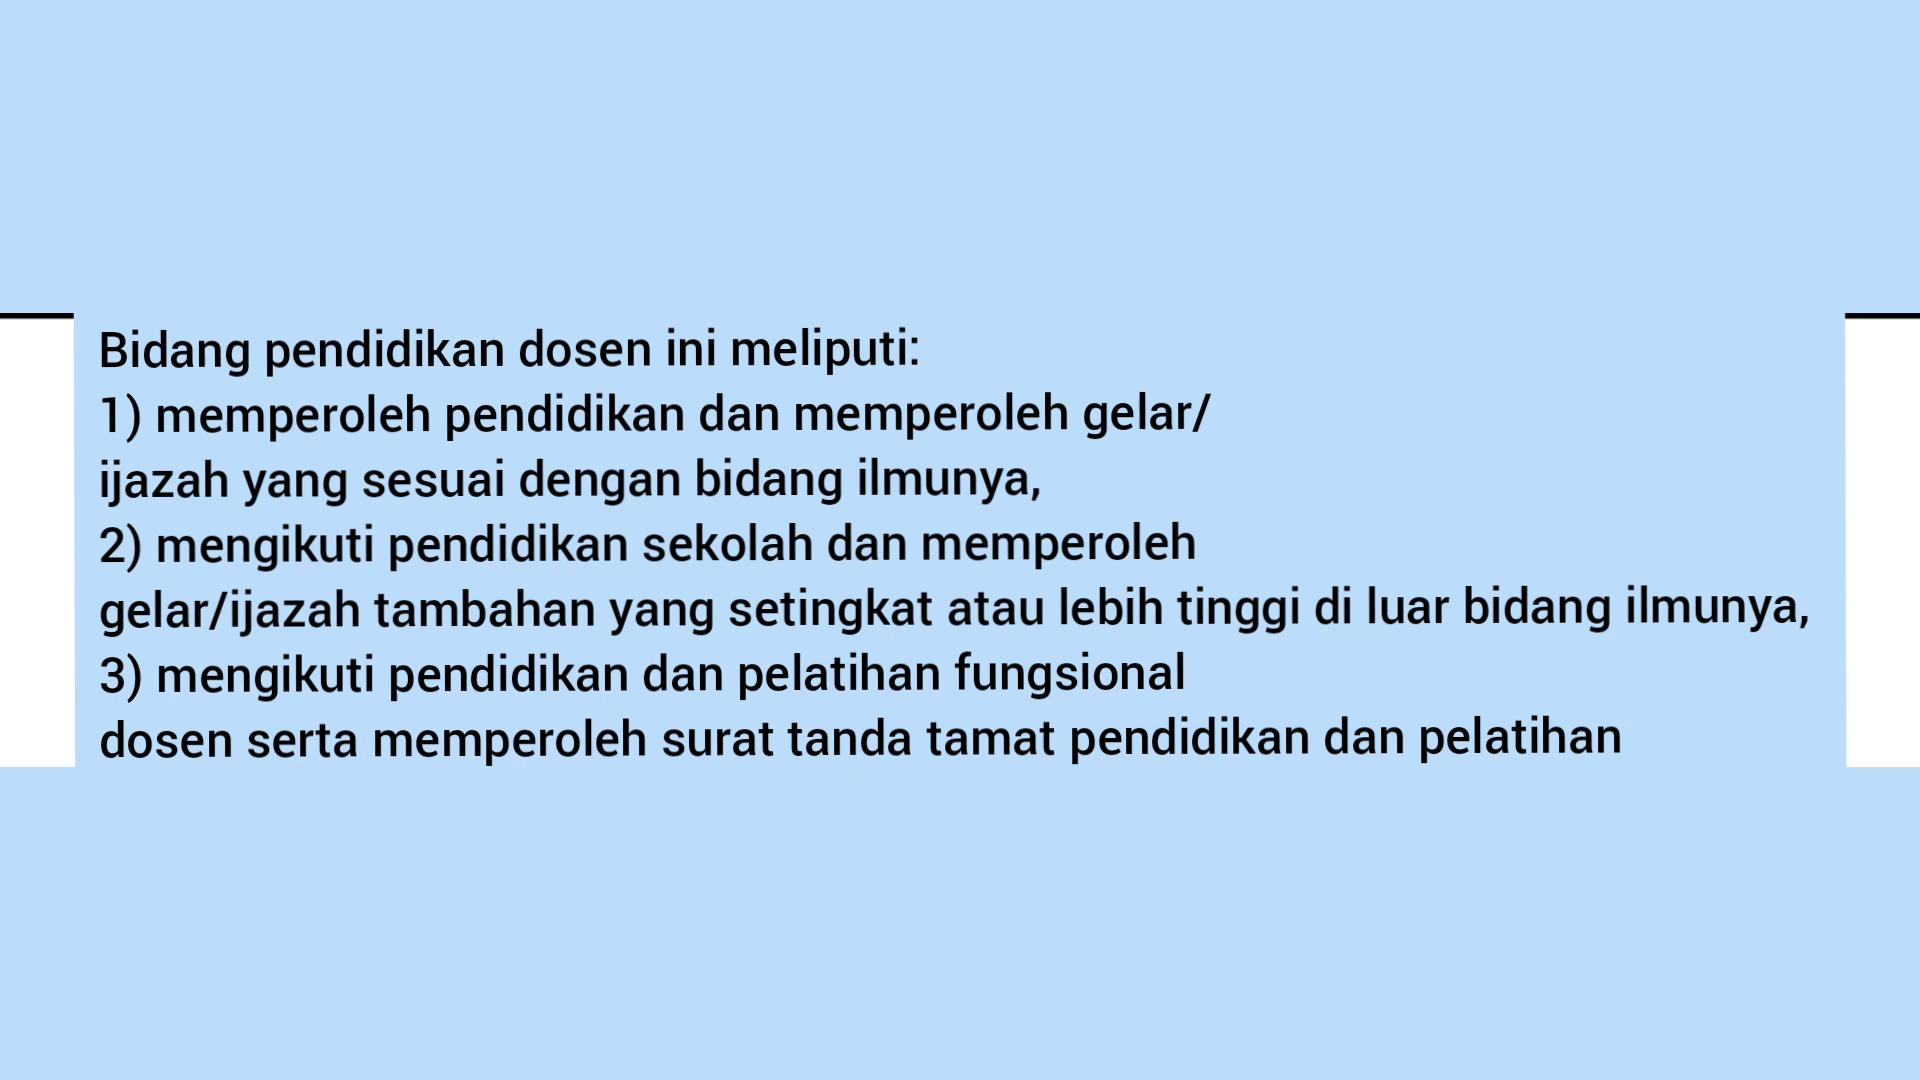 Bidang pendidikan dosen ini meliputi:
1) memperoleh pendidikan dan memperoleh gelar/
ijazah yang sesuai dengan bidang ilmunya,
2) mengikuti pendidikan sekolah dan memperoleh
gelar/ijazah tambahan yang setingkat atau lebih tinggi di luar bidang ilmunya,
3) mengikuti pendidikan dan pelatihan fungsional
dosen serta memperoleh surat tanda tamat pendidikan dan pelatihan